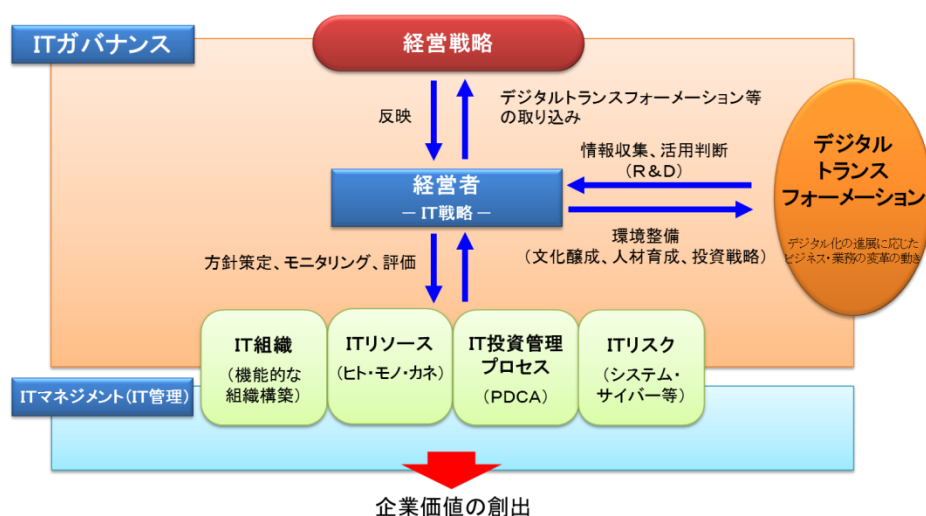 ITガバナンス
経営戦略
反映
デジタルトランスフォーメーション等
の取り込み
情報収集、活用判断
（R＆D）
デジタル
トランス
フォーメーション
デジタル化の進展に応じた
ビジネス・業務の変革の動き
経営者
― IT戦略 ―
環境整備
（文化醸成、人材育成、投資戦略）
方針策定、モニタリング、評価
IT組織
（機能的な
組織構築）
ITリソース
（ヒト・モノ・カネ）
IT投資管理
プロセス
（PDCA）
ITリスク
（システム・
サイバー等）
ITマネジメント（IT管理）
企業価値の創出